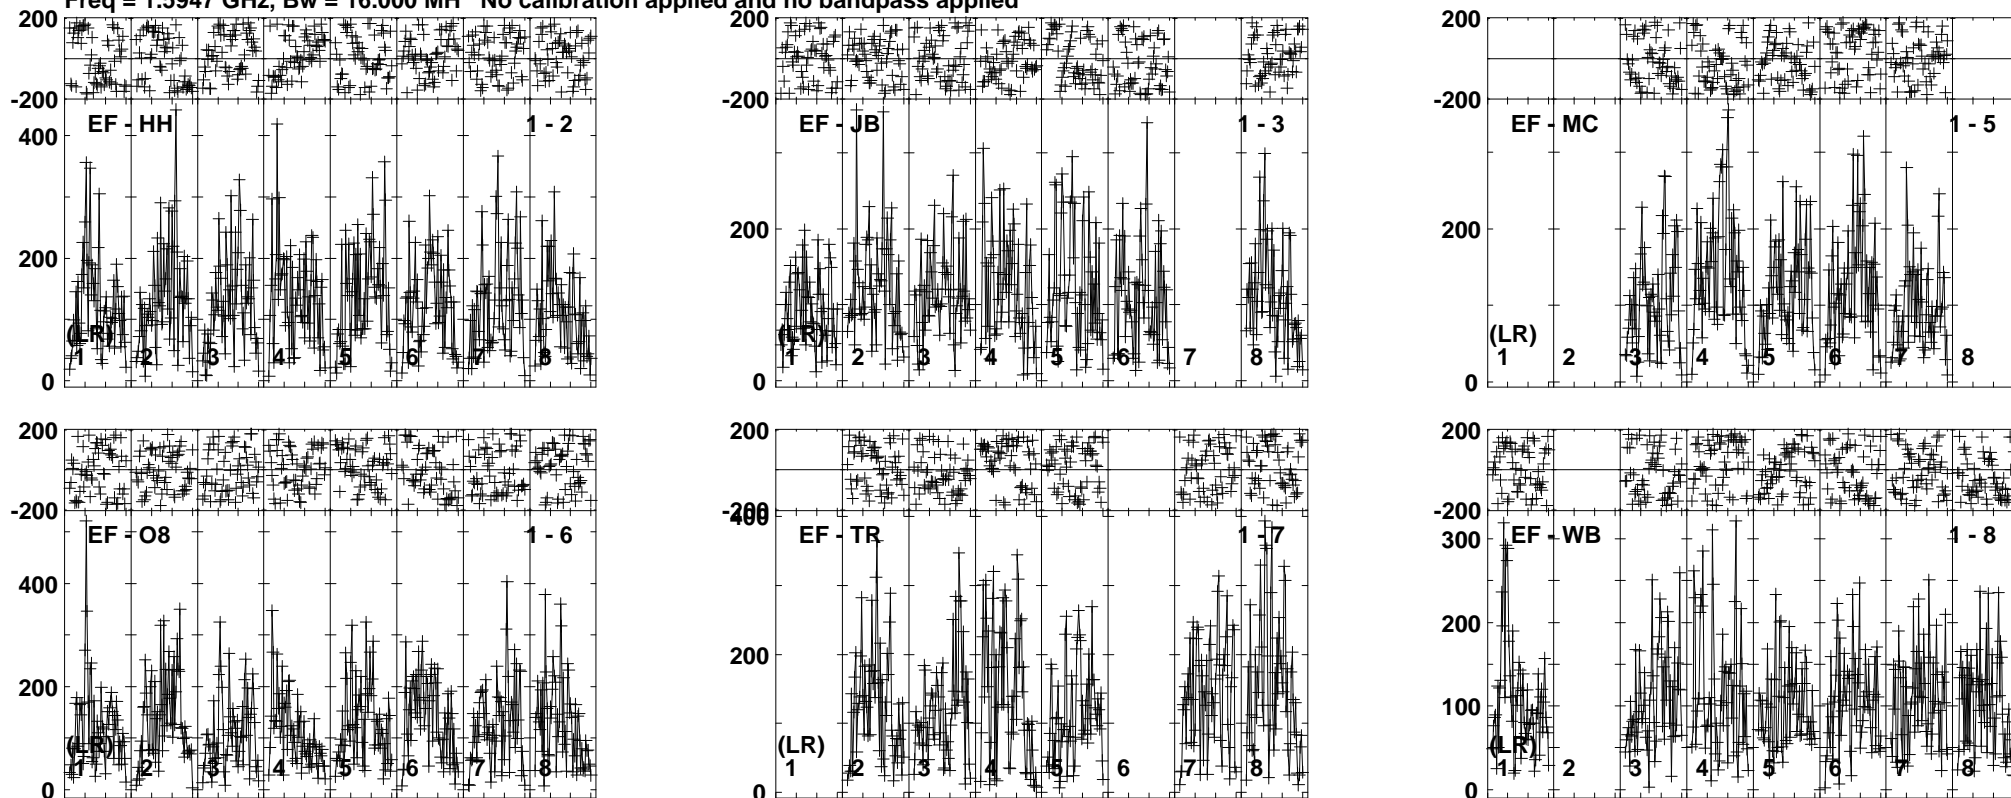 Freq = 1.5947 GHz, Bw = 16.000 MH No calibration applied and no bandpass applied
200
-200
EF - HH 1 - 2
400
200
0
(LR)
1 2 3 4 5 6 7 8
EF - JB 1 - 3
200
-200
200
0
(LR)
1 2 3 4 5 6 7 8
200
-200
EF - MC 1 - 5
200
0
(LR)
1 2 3 4 5 6 7 8
200
-200
EF - O8 1 - 6
400
200
0
(LR)
1 2 3 4 5 6 7 8
200
-200
400
EF - TR 1 - 7
200
0
(LR)
1 2 3 4 5 6 7 8
200
-200
EF - WB 1 - 8
300
200
100
0
(LR)
1 2 3 4 5 6 7 8